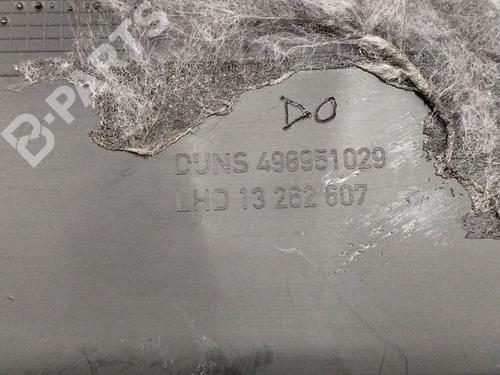 B-PARTS
DO
DUNS 498951029
LHD 13 262 607